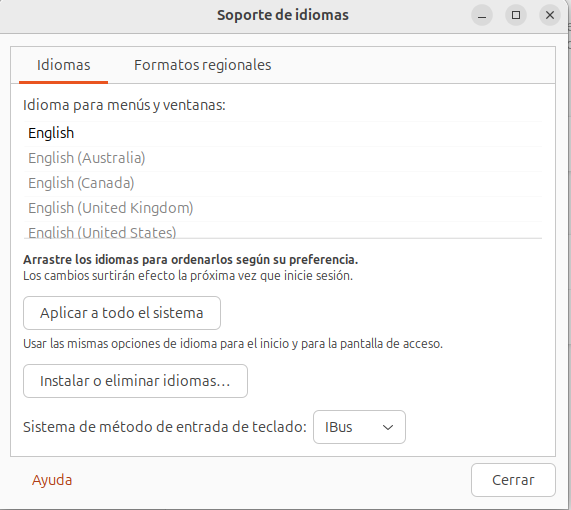 Soporte de idiomas
Idiomas
Formatos regionales
Idioma para menús y ventanas:
English
English (Australia)
English (Canada)
English (United Kingdom)
English (United States)
Arrastre los idiomas para ordenarlos según su preferencia.
Los cambios surtirán efecto la próxima vez que inicie sesión.
Aplicar a todo el sistema
Usar las mismas opciones de idioma para el inicio y para la pantalla de acceso.
Instalar o eliminar idiomas...
Sistema de método de entrada de teclado:
IBus
Ayuda
Cerrar